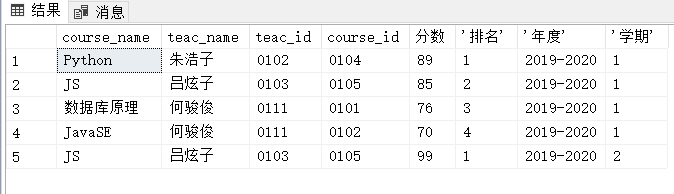 结果 消息
course_name teac_name teac_id course_id 分数 '排名' '年度' '学期'
1 Python 朱浩子 0102 0104 89 1 2019-2020 1
2 JS 吕炫子 0103 0105 85 2 2019-2020 1
3 数据库原理 何骏俊 0111 0101 76 3 2019-2020 1
4 JavaSE 何骏俊 0111 0102 70 4 2019-2020 1
5 JS 吕炫子 0103 0105 99 1 2019-2020 2